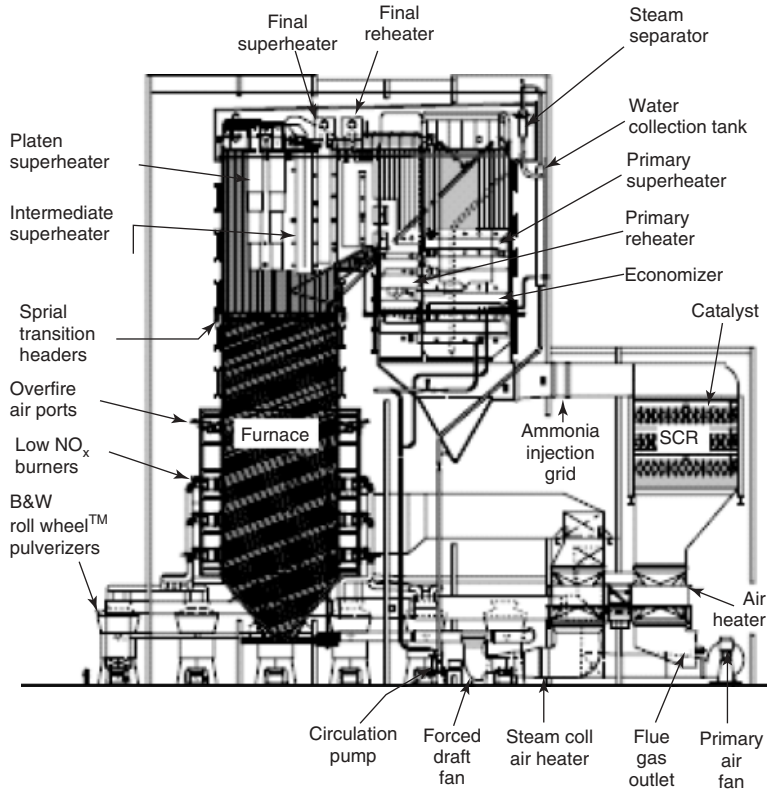 Final
superheater
Final
reheater
Steam
separator
Water
collection tank
Platen
superheater
Primary
superheater
Intermediate
superheater
Primary
reheater
Economizer
Sprial
transition
headers
Catalyst
Overfire
air ports
Furnace
Ammonia
injection
grid
SCR
Low NOx
burners
B&W
roll wheel™
pulverizers
Air
heater
Circulation
pump
Forced
draft
fan
Steam coll
air heater
Flue
gas
outlet
Primary
air
fan